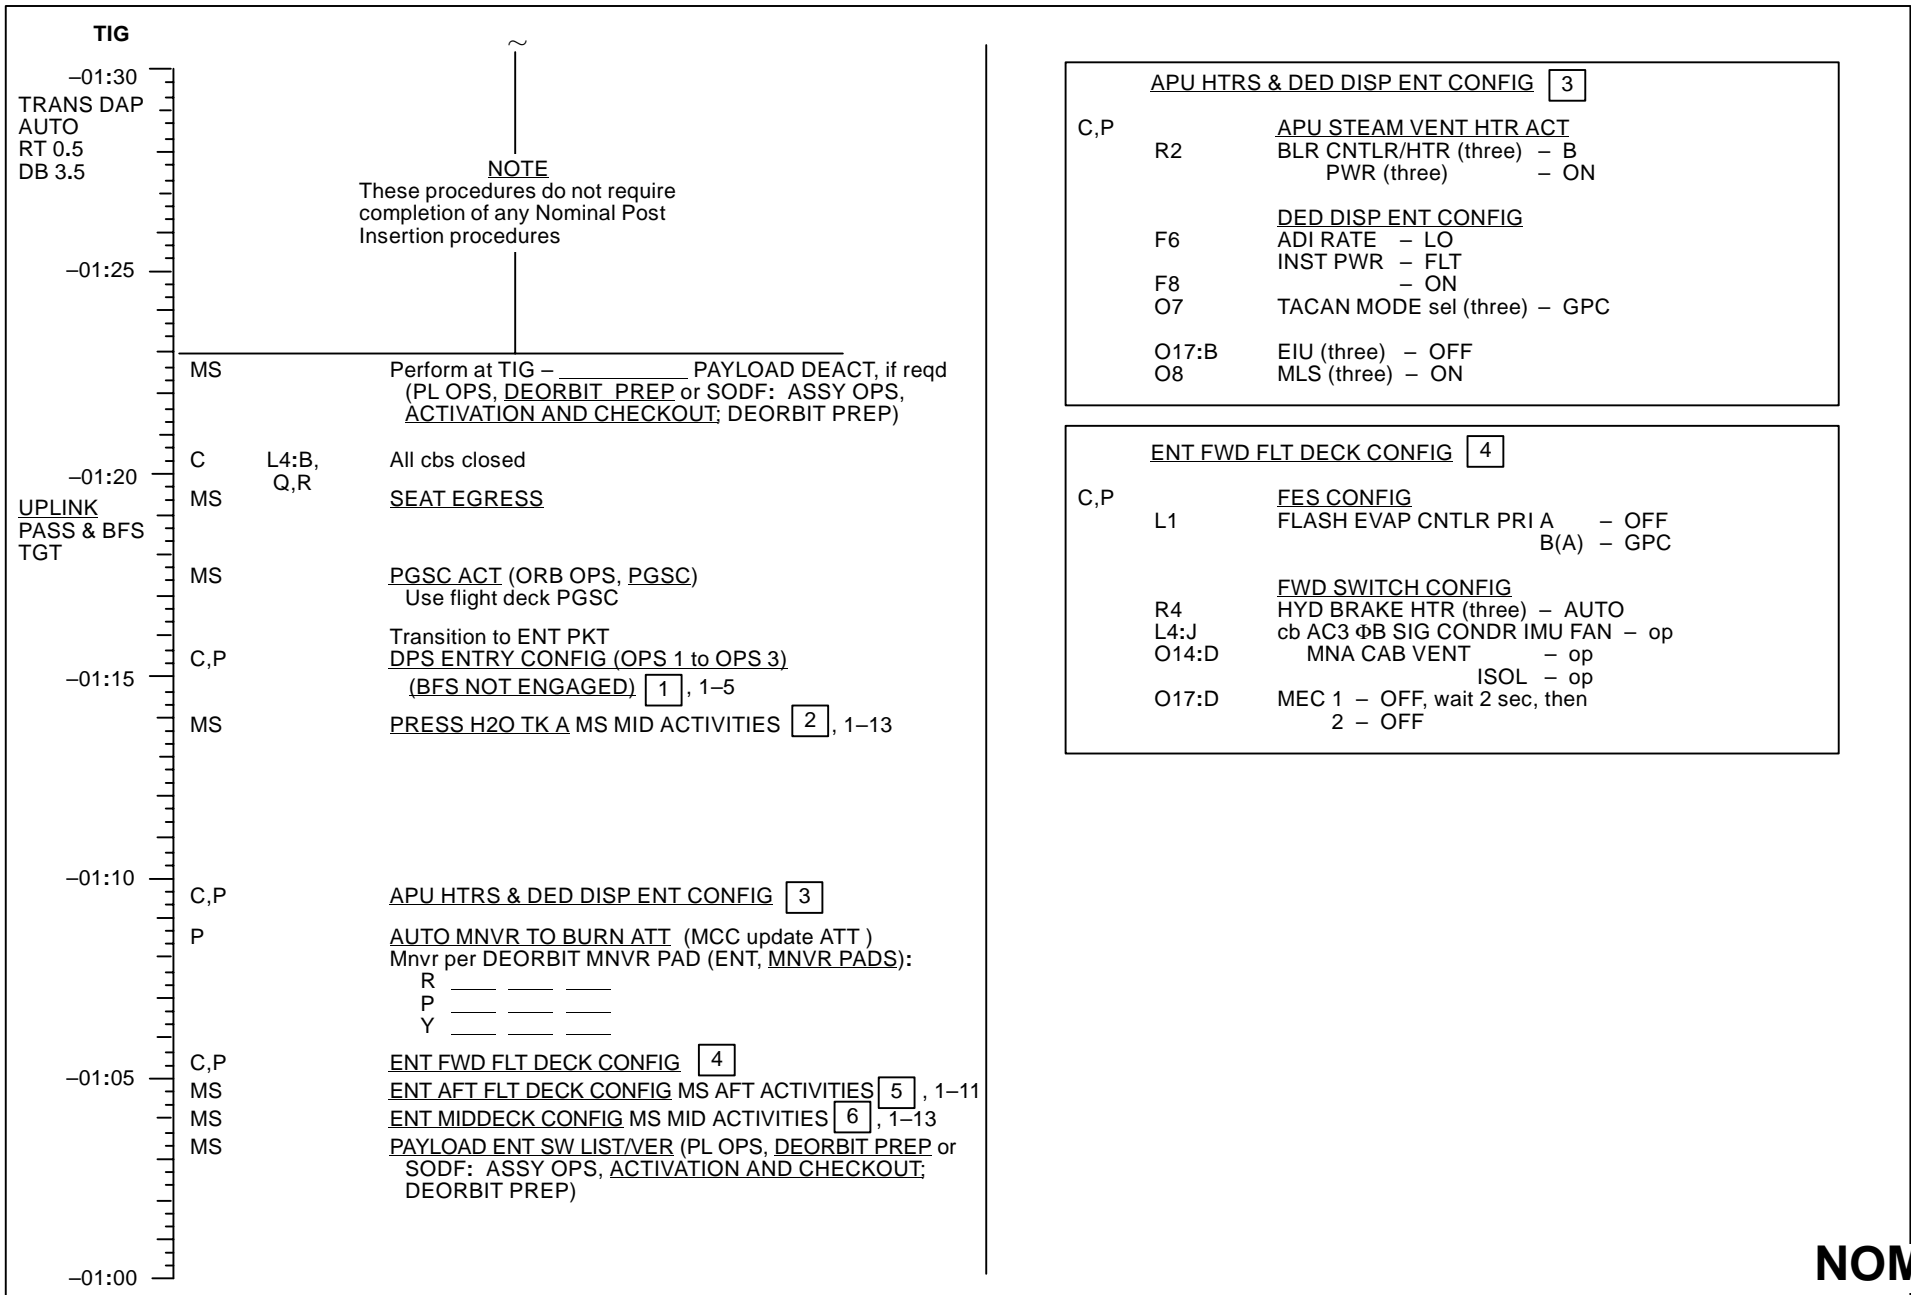 TIG
–01:30
TRANS DAP
AUTO
RT 0.5
DB 3.5
~
NOTE
These procedures do not require
completion of any Nominal Post
Insertion procedures
–01:25
MS Perform at TIG – __________ PAYLOAD DEACT, if reqd
(PL OPS, DEORBIT PREP or SODF: ASSY OPS,
ACTIVATION AND CHECKOUT; DEORBIT PREP)
C L4:B, All cbs closed
Q,R
–01:20
MS SEAT EGRESS
UPLINK
PASS & BFS
TGT
MS PGSC ACT (ORB OPS, PGSC)
Use flight deck PGSC
Transition to ENT PKT
C,P DPS ENTRY CONFIG (OPS 1 to OPS 3)
–01:15
(BFS NOT ENGAGED) 1 , 1–5
MS PRESS H2O TK A MS MID ACTIVITIES 2 , 1–13
–01:10
C,P APU HTRS & DED DISP ENT CONFIG 3
P AUTO MNVR TO BURN ATT (MCC update ATT )
Mnvr per DEORBIT MNVR PAD (ENT, MNVR PADS):
R ____ ____ ____
P ____ ____ ____
Y ____ ____ ____
C,P ENT FWD FLT DECK CONFIG 4
–01:05
MS ENT AFT FLT DECK CONFIG MS AFT ACTIVITIES 5 , 1–11
MS ENT MIDDECK CONFIG MS MID ACTIVITIES 6 , 1–13
MS PAYLOAD ENT SW LIST/VER (PL OPS, DEORBIT PREP or
SODF: ASSY OPS, ACTIVATION AND CHECKOUT;
DEORBIT PREP)
–01:00
APU HTRS & DED DISP ENT CONFIG 3
C,P APU STEAM VENT HTR ACT
R2 BLR CNTLR/HTR (three) – B
PWR (three) – ON
DED DISP ENT CONFIG
F6 ADI RATE – LO
INST PWR – FLT
F8 – ON
O7 TACAN MODE sel (three) – GPC
O17:B EIU (three) – OFF
O8 MLS (three) – ON
ENT FWD FLT DECK CONFIG 4
C,P FES CONFIG
L1 FLASH EVAP CNTLR PRI A – OFF
B(A) – GPC
FWD SWITCH CONFIG
R4 HYD BRAKE HTR (three) – AUTO
L4:J cb AC3 ΦB SIG CONDR IMU FAN – op
O14:D MNA CAB VENT – op
ISOL – op
O17:D MEC 1 – OFF, wait 2 sec, then
2 – OFF